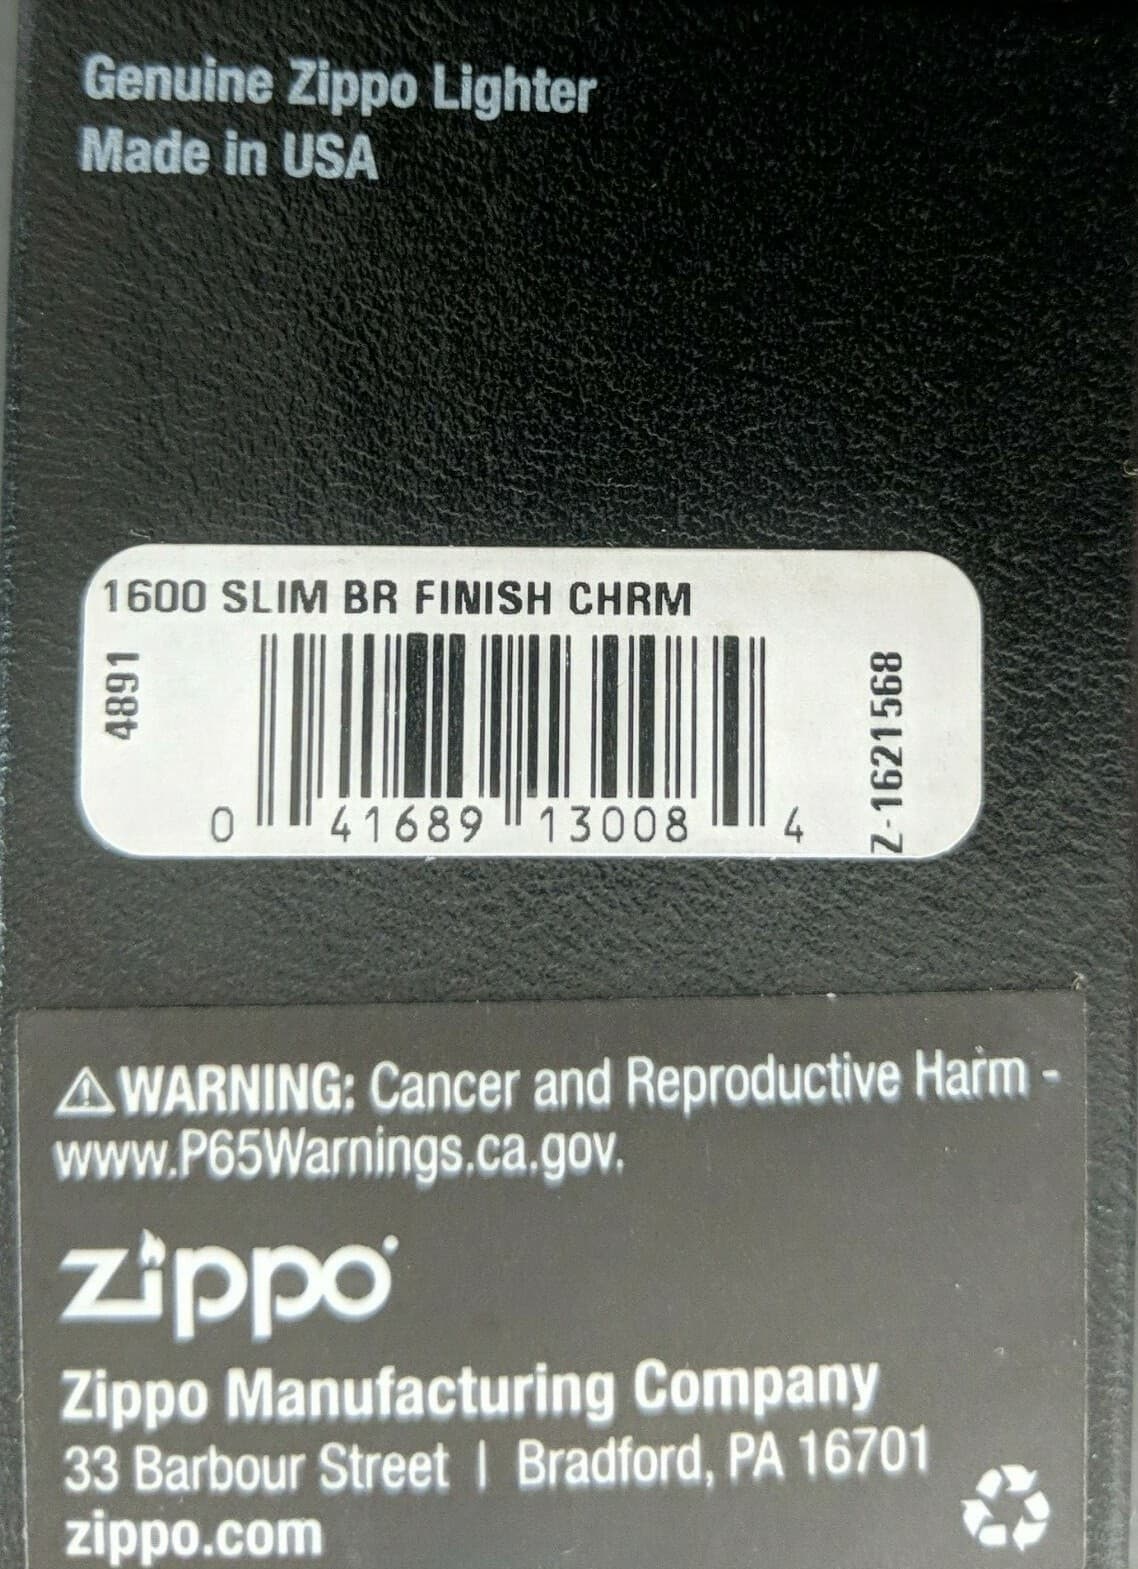 Genuine Zippo Lighter
Made in USA
1600 SLIM BR FINISH CHRM
4891
0 41689 13008 4
Z-1621568
⚠WARNING: Cancer and Reproductive Harm -
www.P65Warnings.ca.gov.
zippo
Zippo Manufacturing Company
33 Barbour Street | Bradford, PA 16701
zippo.com